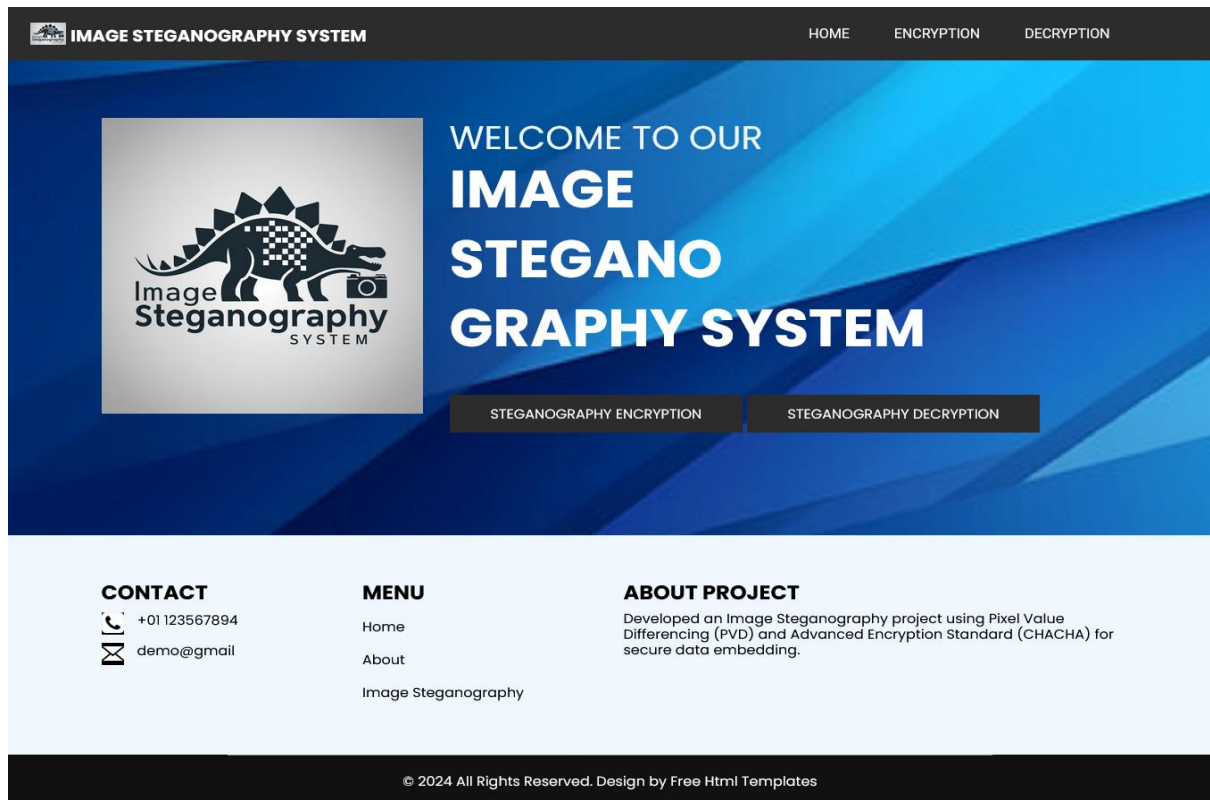 IMAGE STEGANOGRAPHY SYSTEM
HOME ENCRYPTION DECRYPTION
Image
Steganography
SYSTEM
WELCOME TO OUR
IMAGE
STEGANO
GRAPHY SYSTEM
STEGANOGRAPHY ENCRYPTION STEGANOGRAPHY DECRYPTION
CONTACT
+01 123567894
demo@gmail
MENU
Home
About
Image Steganography
ABOUT PROJECT
Developed an Image Steganography project using Pixel Value
Differencing (PVD) and Advanced Encryption Standard (CHACHA) for
secure data embedding.
© 2024 All Rights Reserved. Design by Free Html Templates